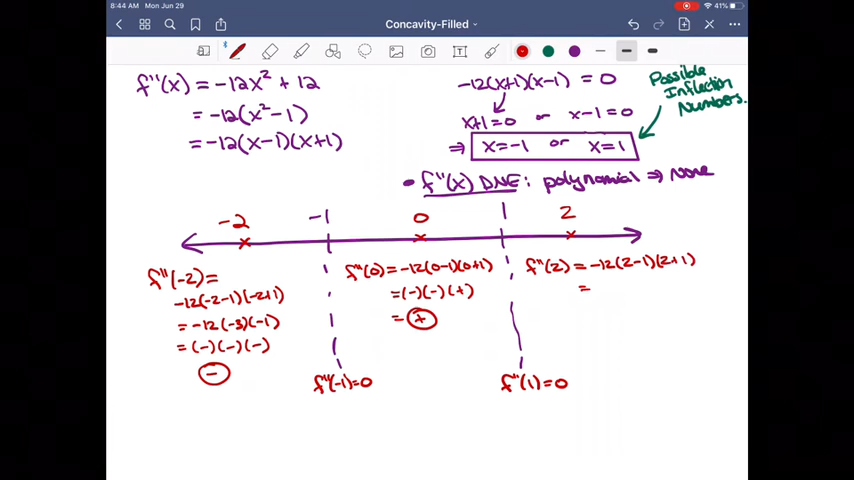 8:44 AM Mon Jun 29
41%
Concavity-Filled
f''(x) = -12x² + 12
= -12(x²-1)
= -12(x-1)(x+1)
-12(x+1)(x-1) = 0
x+1=0 or x-1=0
⇒ x=-1 or x=1
Possible
Inflection
Numbers.
• f''(x) DNE: polynomial ⇒ none
-2 -1 0 1 2
f''(-2)=
-12(-2-1)(-2+1)
= -12(-3)(-1)
= (-)(-)(-)
-
f''(-1)=0
f''(0)= -12(0-1)(0+1)
= (-)(-)(+)
= +
f''(1)=0
f''(2) = -12(2-1)(2+1)
=